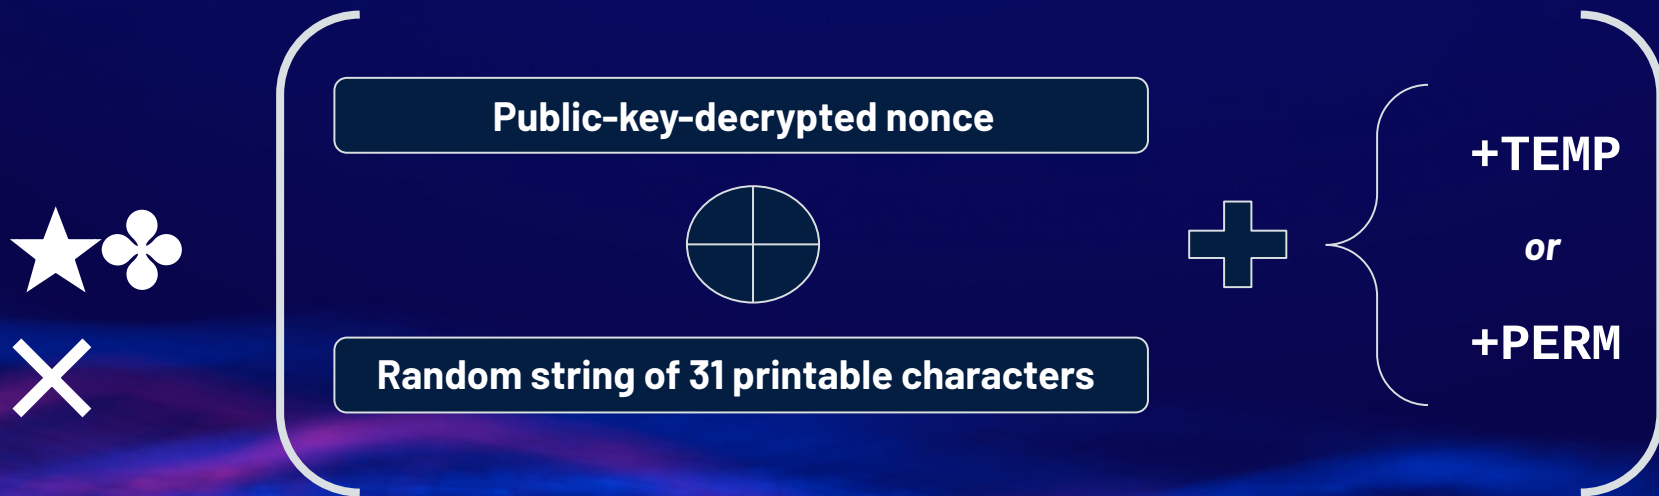 Public-key-decrypted nonce
+TEMP
or
Random string of 31 printable characters
+PERM